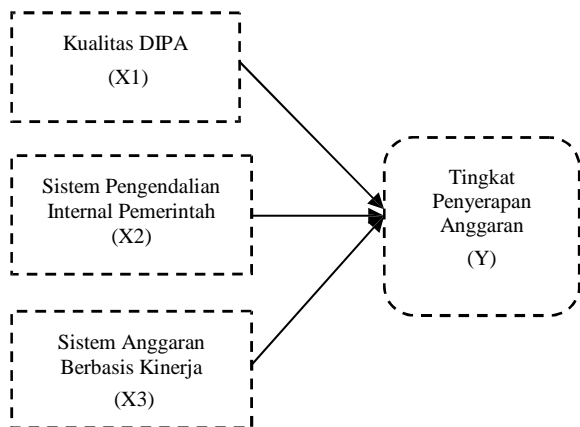 Kualitas DIPA
(X1)
Sistem Pengendalian
Internal Pemerintah
(X2)
Sistem Anggaran
Berbasis Kinerja
(X3)
Tingkat
Penyerapan
Anggaran
(Y)